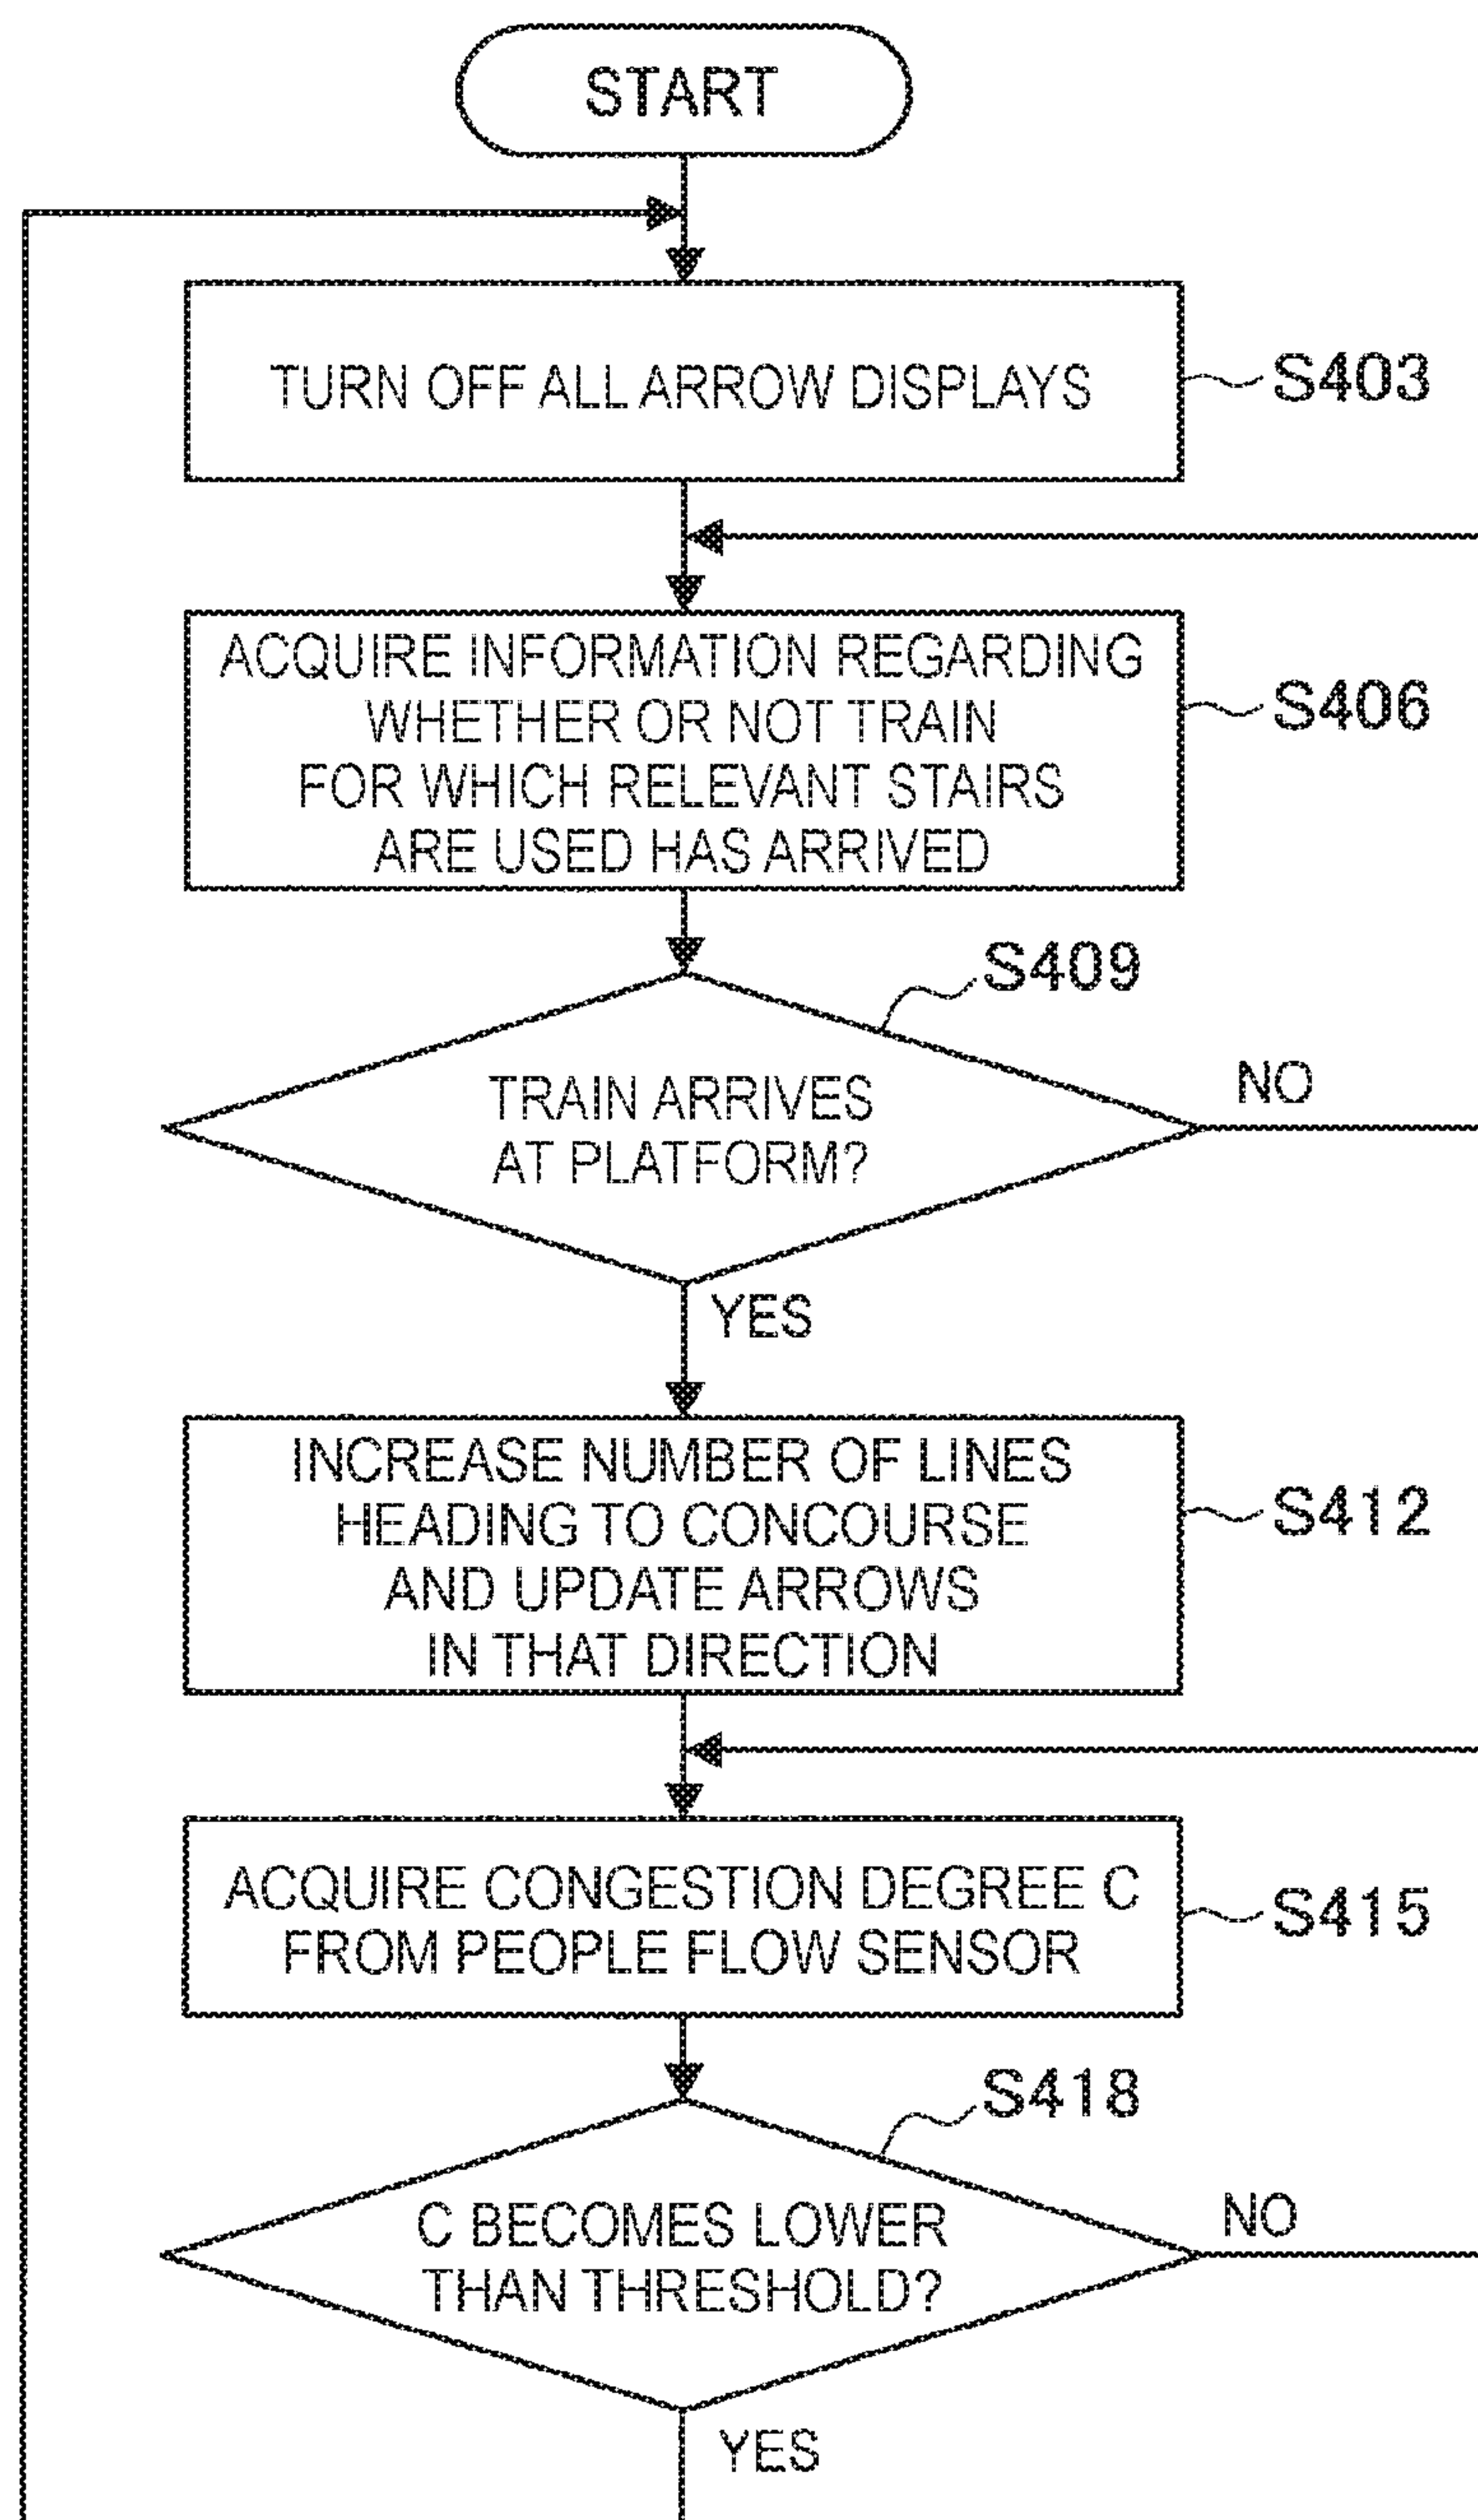 START
TURN OFF ALL ARROW DISPLAYS
S403
ACQUIRE INFORMATION REGARDING
WHETHER OR NOT TRAIN
FOR WHICH RELEVANT STAIRS
ARE USED HAS ARRIVED
S406
S409
TRAIN ARRIVES
AT PLATFORM?
NO
YES
INCREASE NUMBER OF LINES
HEADING TO CONCOURSE
AND UPDATE ARROWS
IN THAT DIRECTION
S412
ACQUIRE CONGESTION DEGREE C
FROM PEOPLE FLOW SENSOR
S415
S418
C BECOMES LOWER
THAN THRESHOLD?
NO
YES